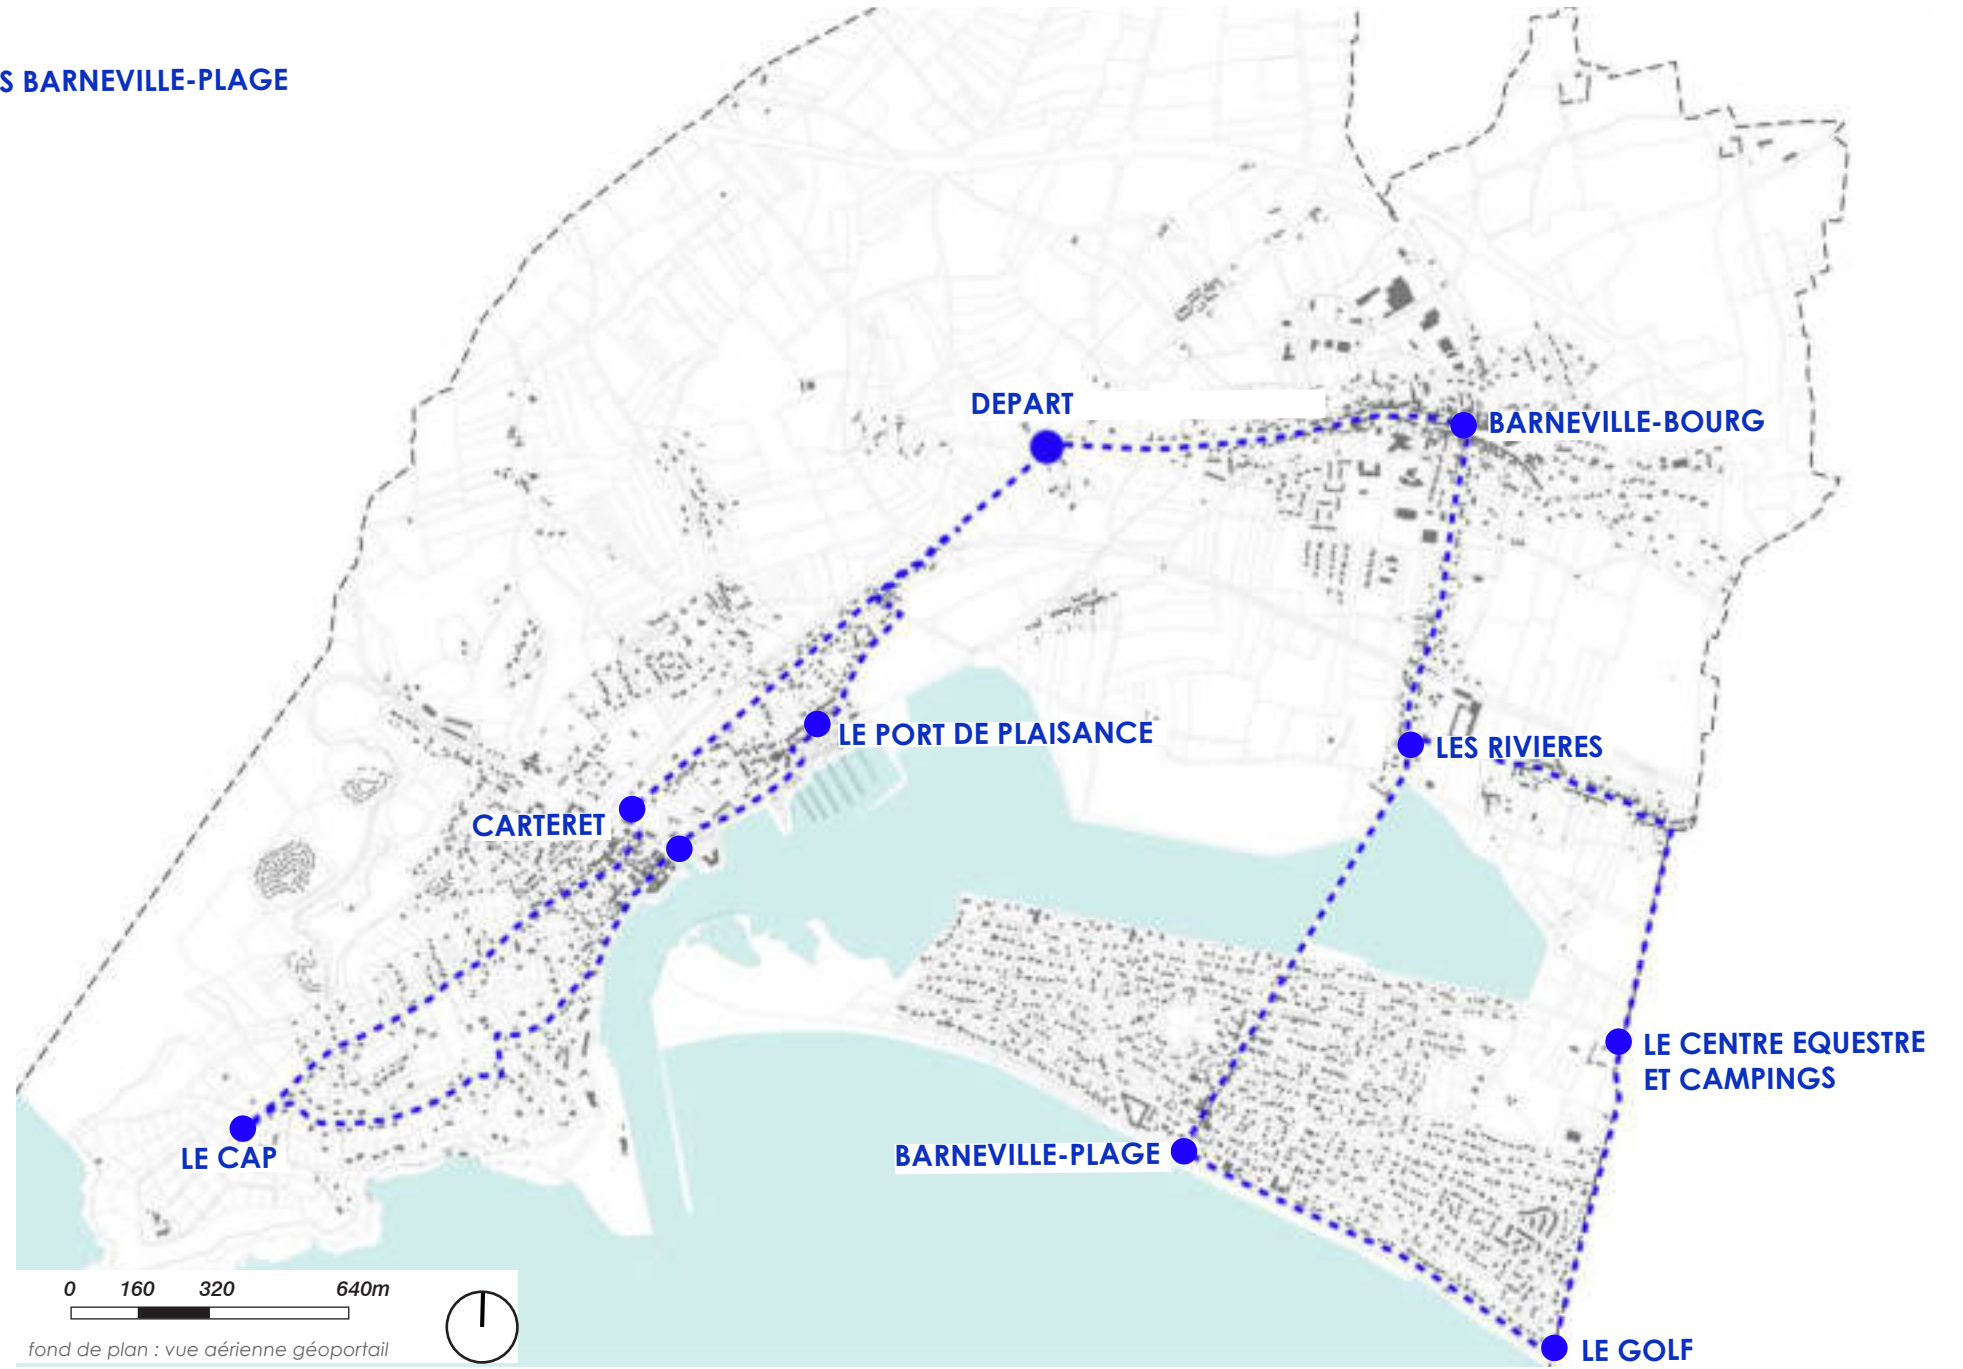 S BARNEVILLE-PLAGE
DEPART
BARNEVILLE-BOURG
LE PORT DE PLAISANCE
LES RIVIERES
CARTERET
LE CENTRE EQUESTRE
ET CAMPINGS
BARNEVILLE-PLAGE
LE CAP
0 160 320 640m
fond de plan : vue aérienne géoportail
LE GOLF